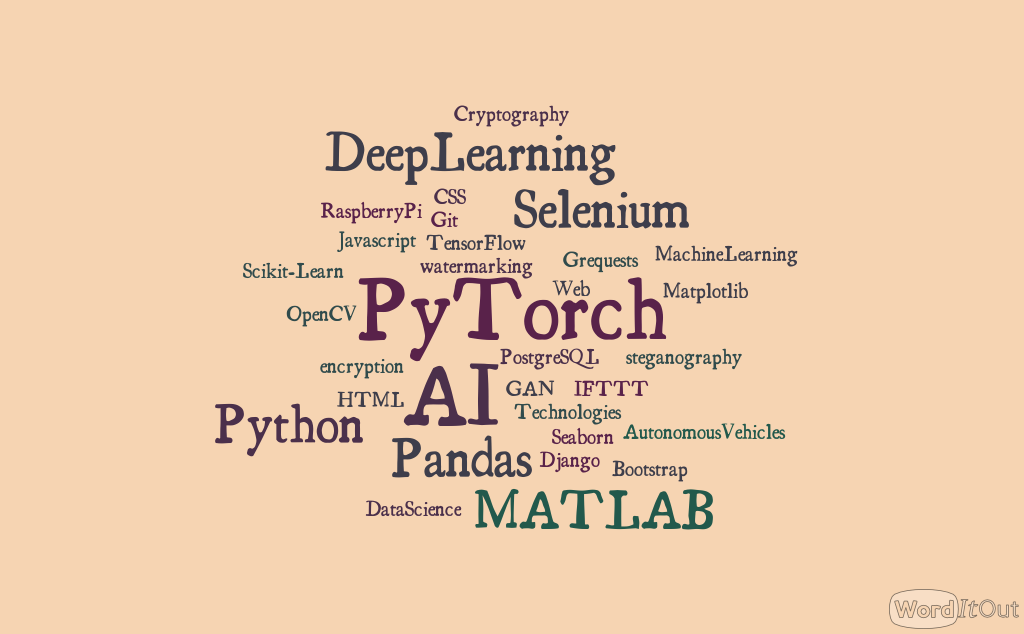 Cryptography
DeepLearning
CSS
Selenium
RaspberryPi
Git
Javascript
TensorFlow
MachineLearning
Grequests
Scikit-Learn
watermarking
Web
Matplotlib
OpenCV
PyTorch
PostgreSQL
steganography
encryption
AI
GAN
IFTTT
HTML
Technologies
Python
Seaborn
AutonomousVehicles
Pandas
Django
Bootstrap
DataScience
MATLAB
WordItOut